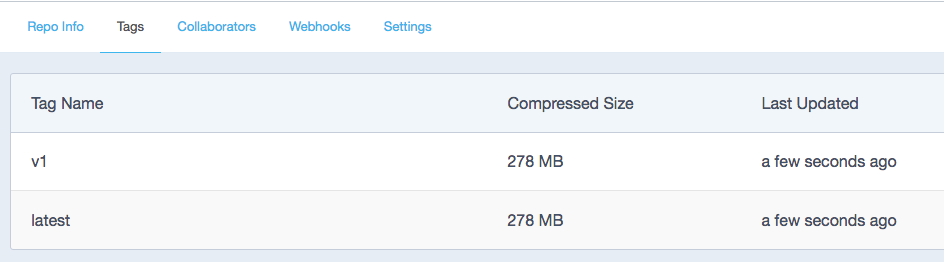 Repo Info Tags Collaborators Webhooks Settings
Tag Name Compressed Size Last Updated
v1 278 MB a few seconds ago
latest 278 MB a few seconds ago